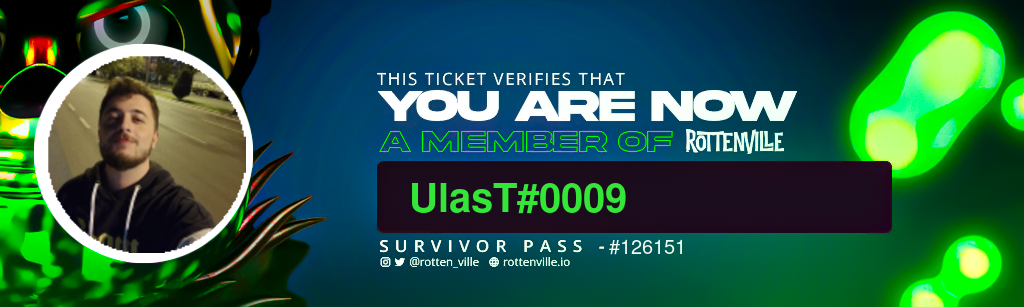 THIS TICKET VERIFIES THAT
YOU ARE NOW
A MEMBER OF ROTTENVILLE
UlasT#0009
SURVIVOR PASS - #126151
@rotten_ville rottenville.io